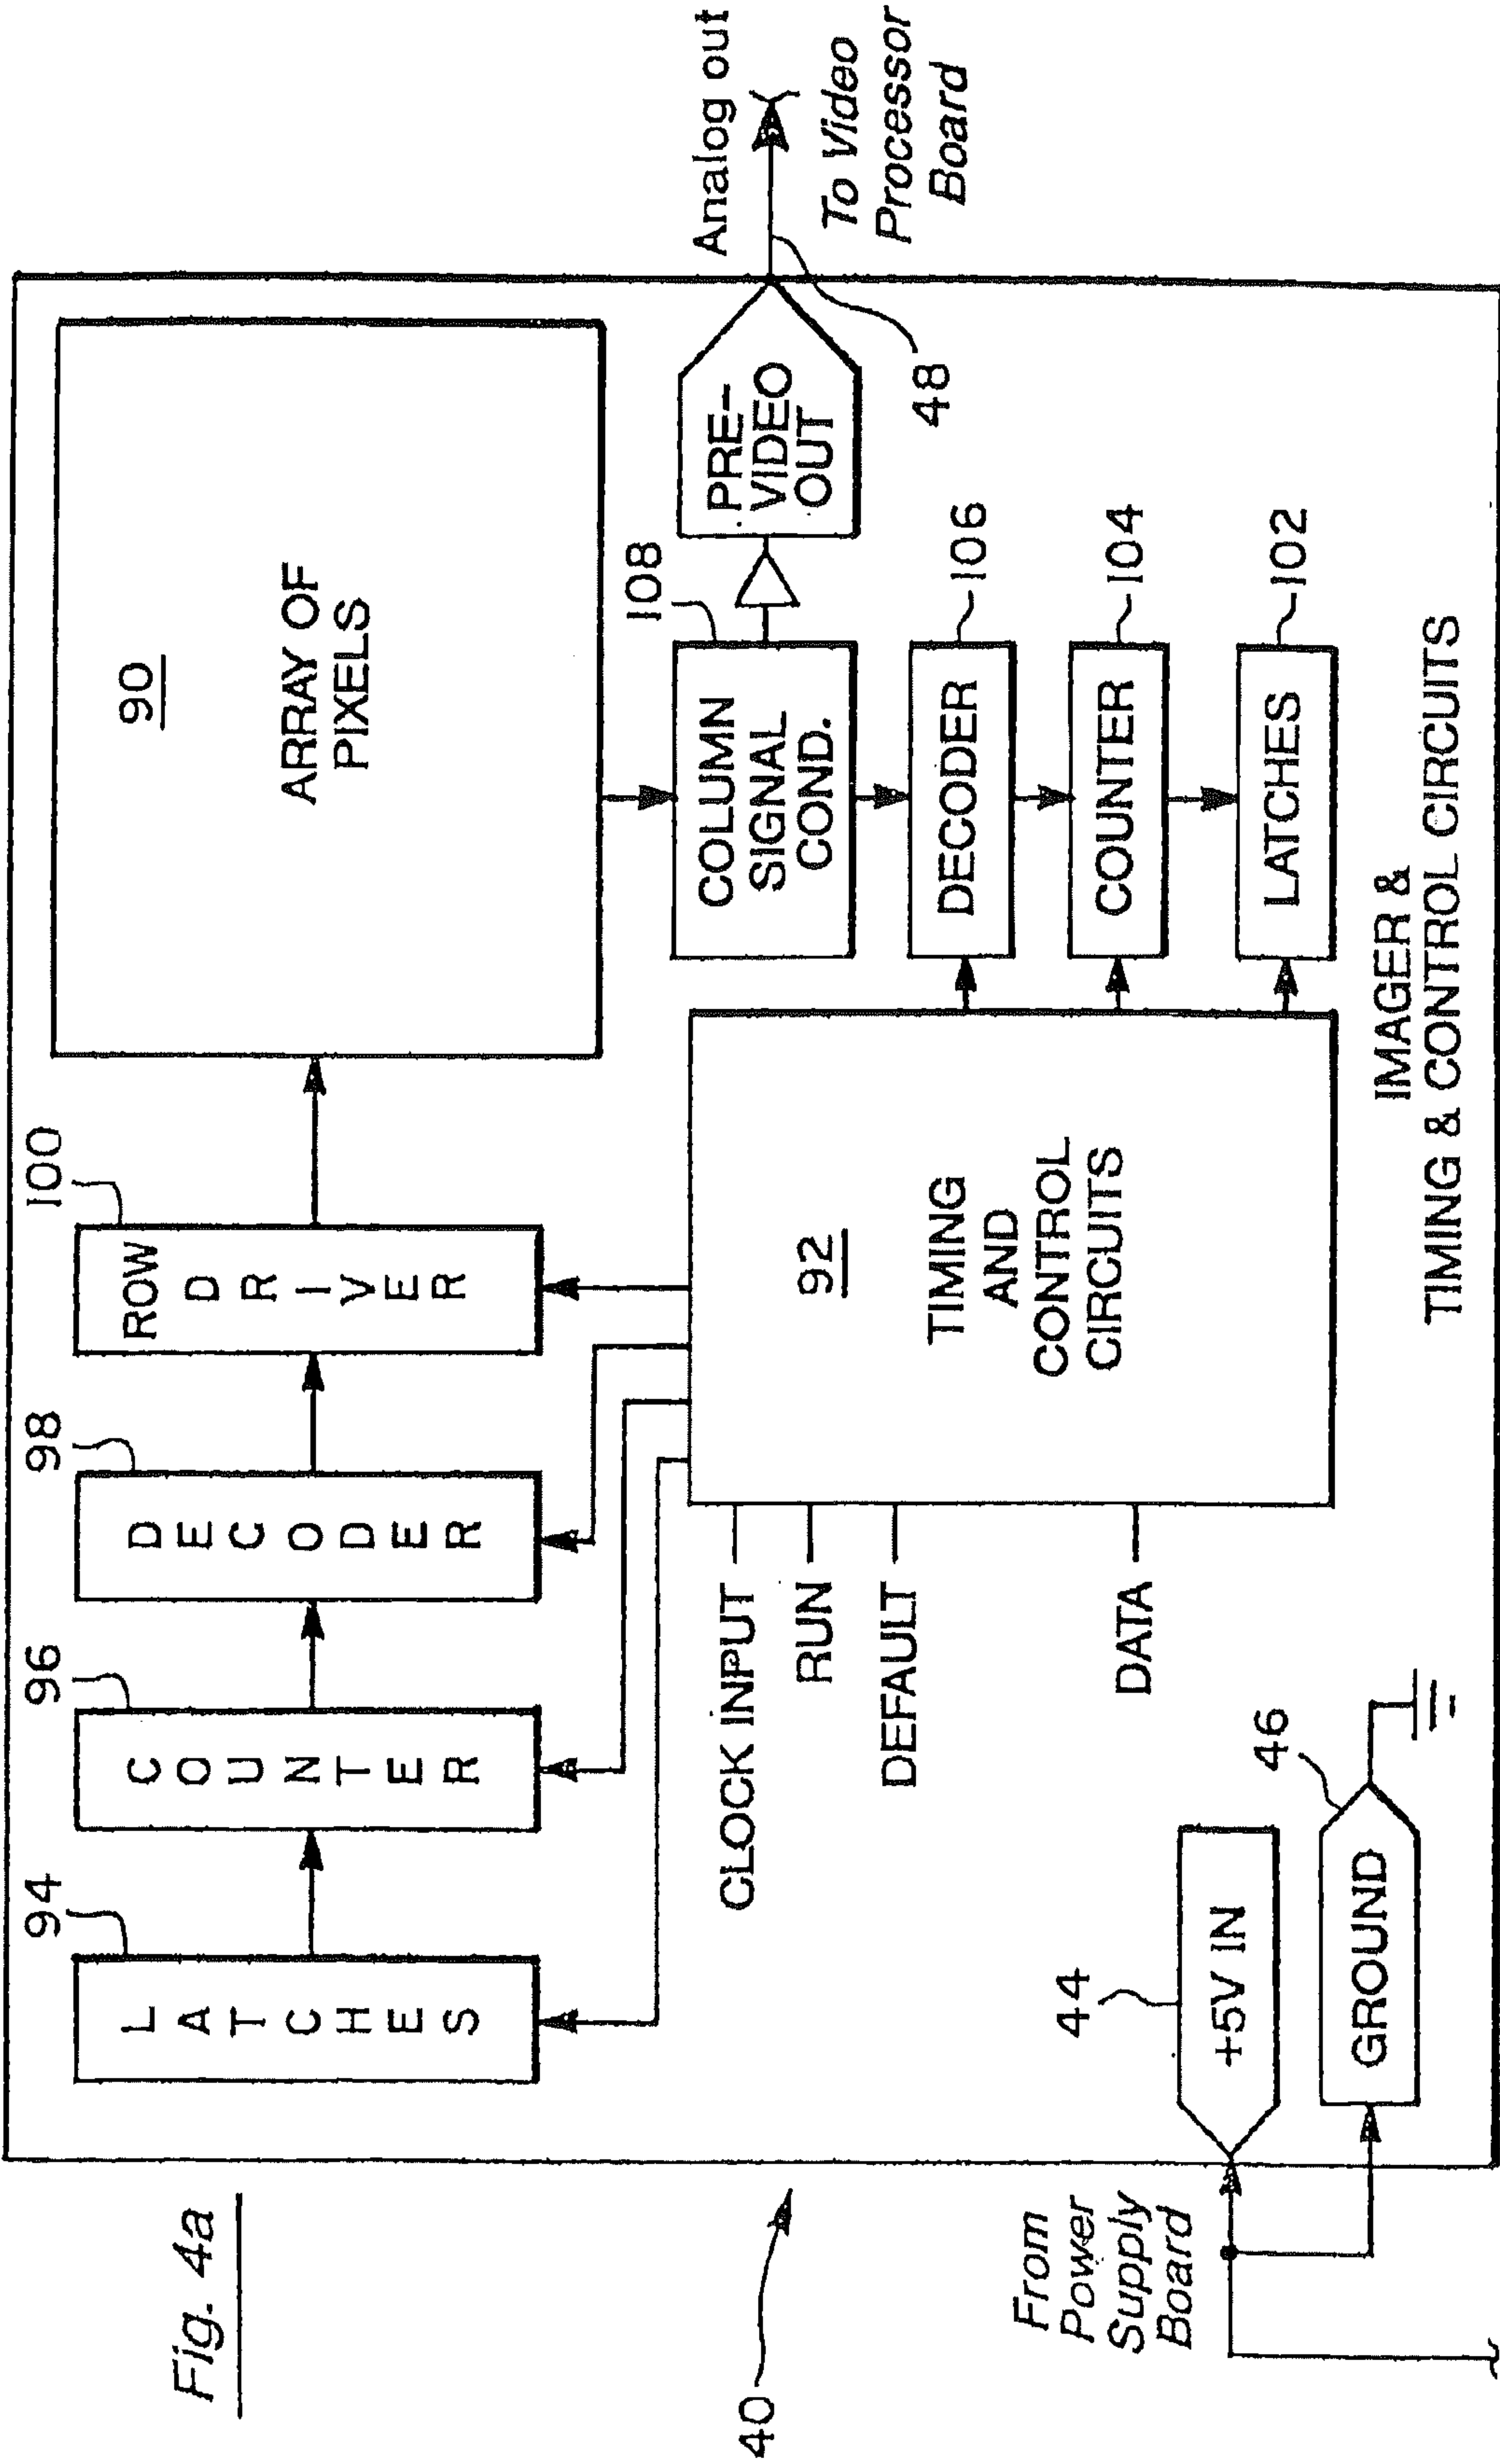 Fig. 4a
40
94
96
98
100
LATCHES
COUNTER
DECODER
ROW
DRIVER
90
ARRAY OF
PIXELS
92
TIMING
AND
CONTROL
CIRCUITS
CLOCK INPUT
RUN
DEFAULT
DATA
108
COLUMN
SIGNAL
COND.
PRE-
VIDEO
OUT
48
Analog out
To Video
Processor
Board
DECODER
106
COUNTER
104
LATCHES
102
From
Power
Supply
Board
44
+5V IN
46
GROUND
IMAGER &
TIMING & CONTROL CIRCUITS